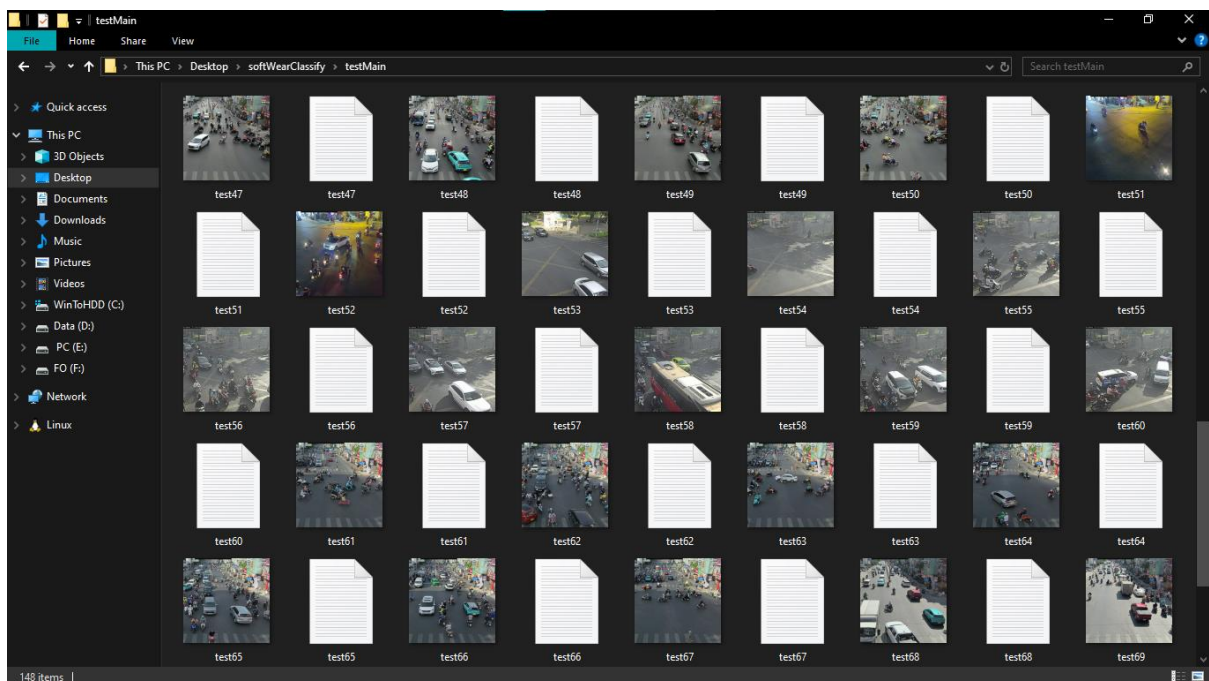 testMain
File Home Share View
This PC > Desktop > softWearClassify > testMain
Search testMain
Quick access
This PC
3D Objects
Desktop
Documents
Downloads
Music
Pictures
Videos
WinToHDD (C:)
Data (D:)
PC (E:)
FO (F:)
Network
Linux
test47 test47 test48 test48 test49 test49 test50 test50 test51
test51 test52 test52 test53 test53 test54 test54 test55 test55
test56 test56 test57 test57 test58 test58 test59 test59 test60
test60 test61 test61 test62 test62 test63 test63 test64 test64
test65 test65 test66 test66 test67 test67 test68 test68 test69
148 items